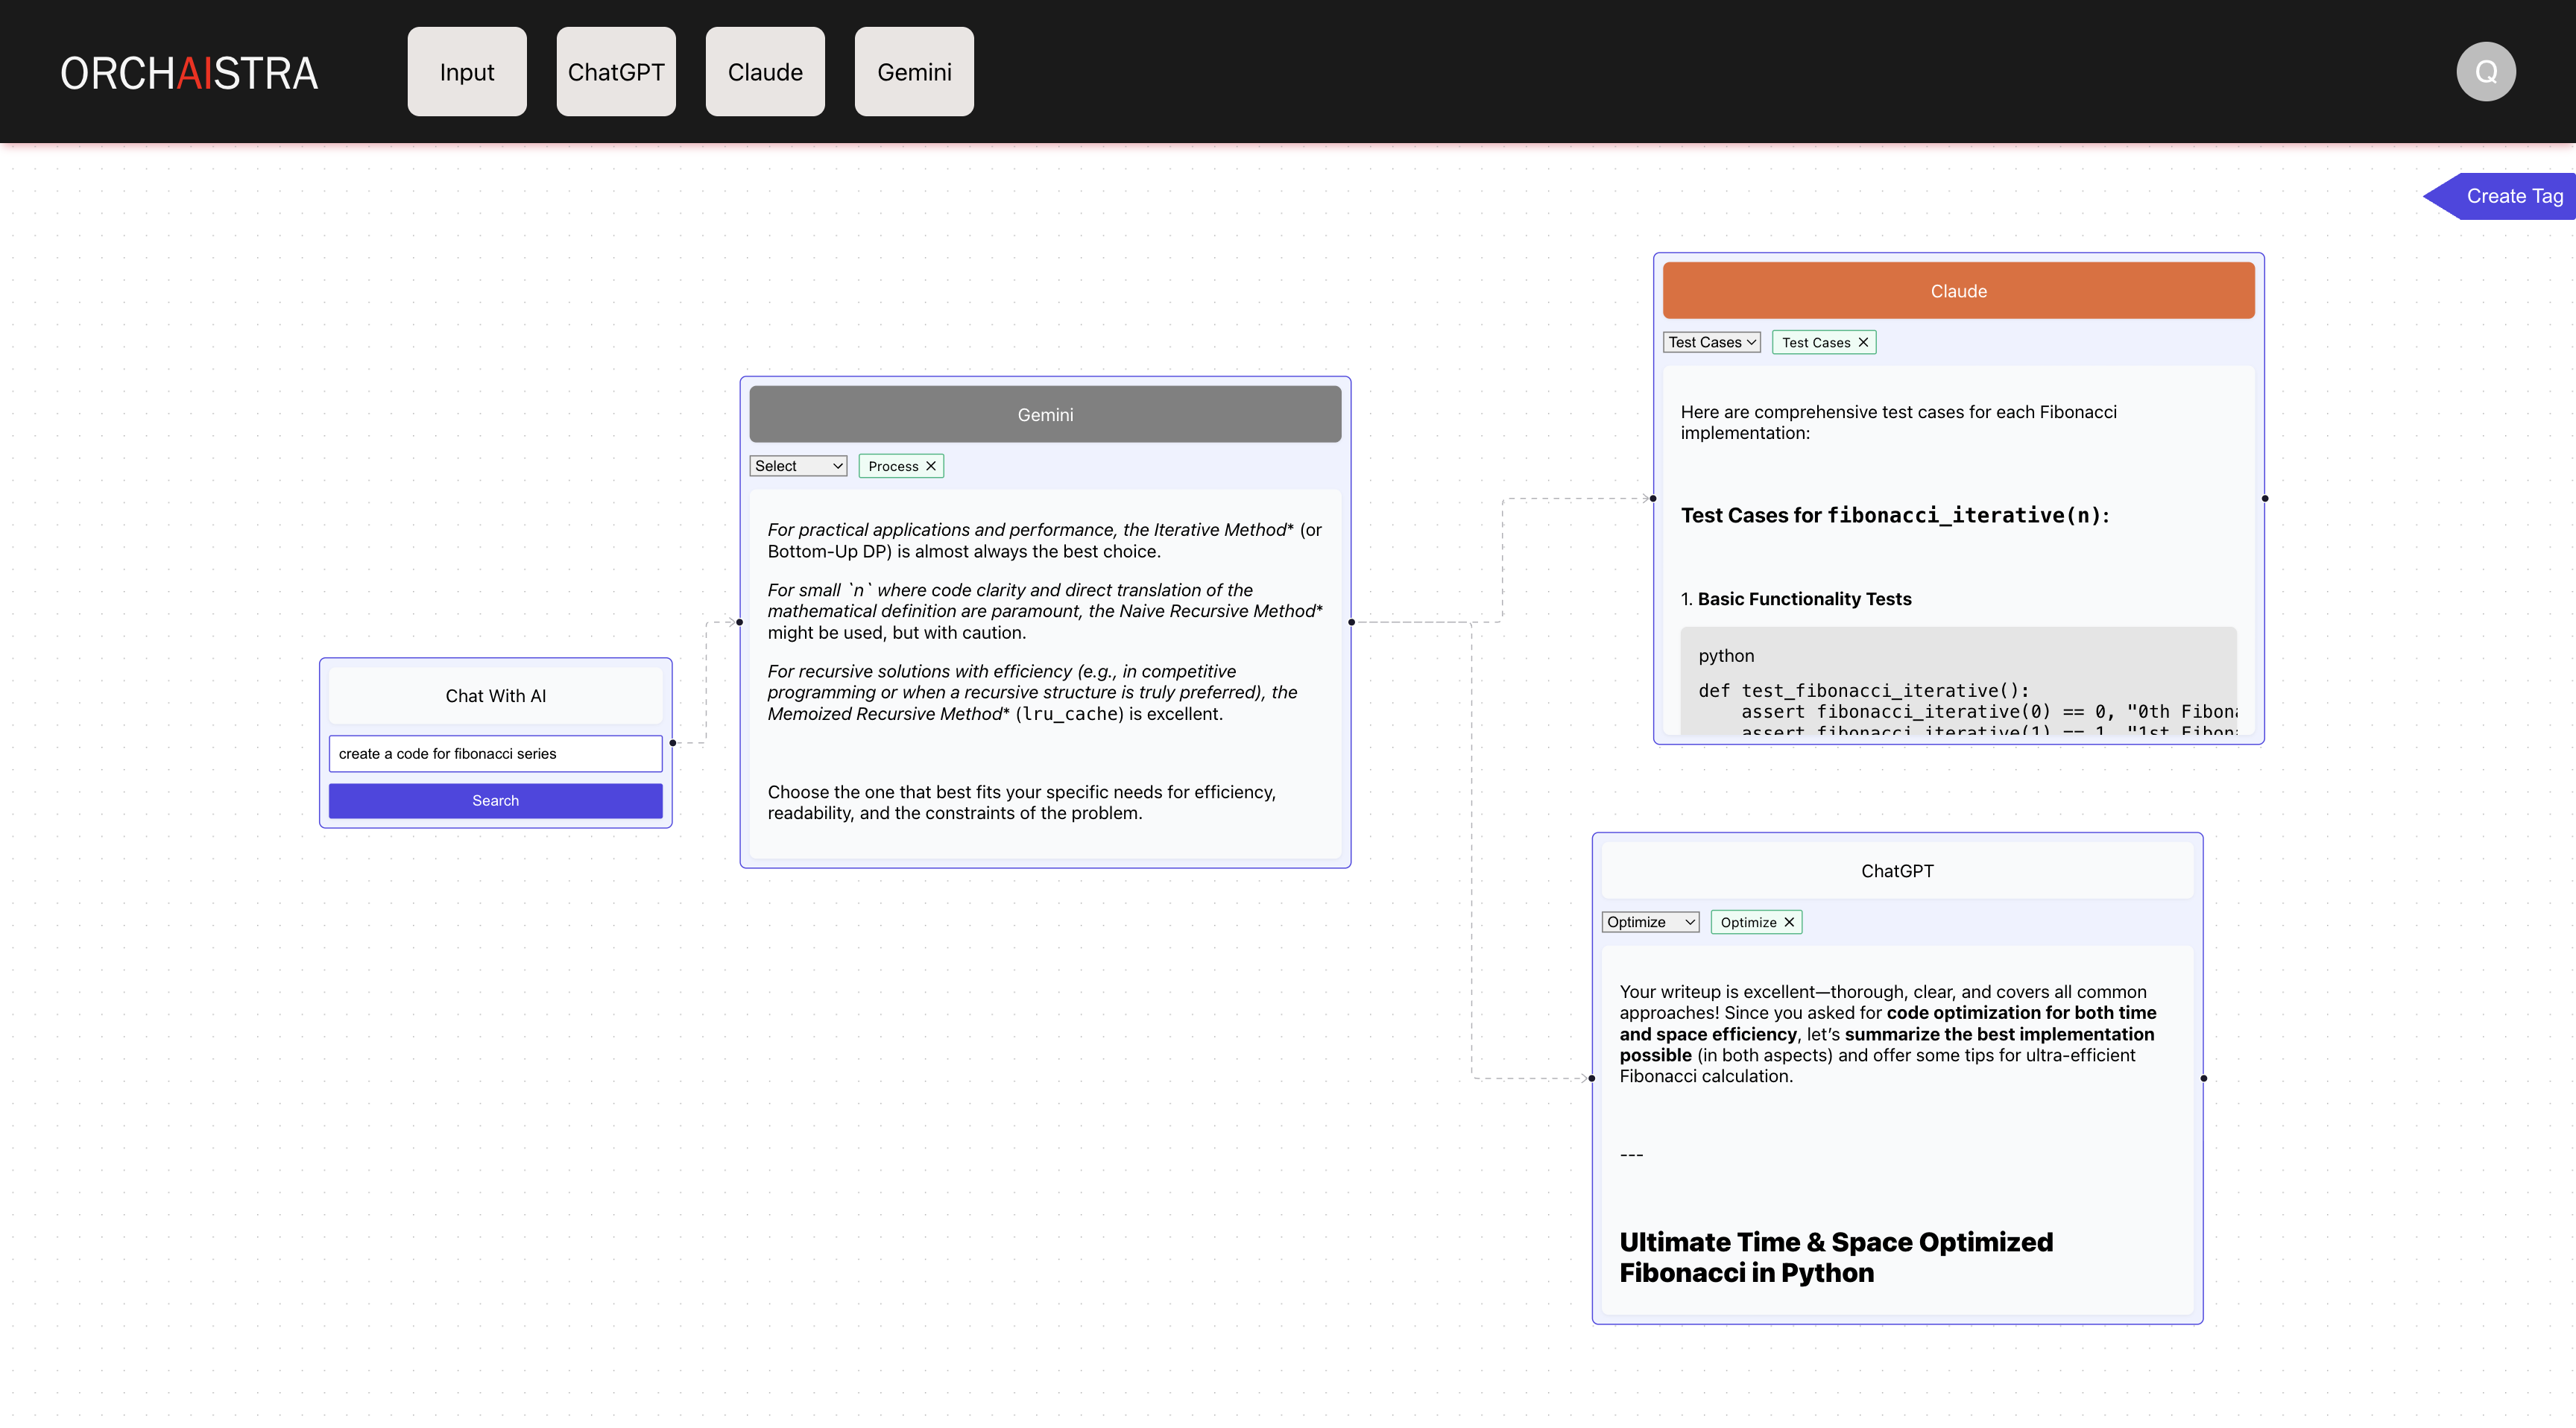 ORCHAISTRA
Input
ChatGPT
Claude
Gemini
Q
Create Tag
Chat With AI
create a code for fibonacci series
Search
Gemini
Select
Process ×
For practical applications and performance, the Iterative Method* (or
Bottom-Up DP) is almost always the best choice.
For small `n` where code clarity and direct translation of the
mathematical definition are paramount, the Naive Recursive Method*
might be used, but with caution.
For recursive solutions with efficiency (e.g., in competitive
programming or when a recursive structure is truly preferred), the
Memoized Recursive Method* (lru_cache) is excellent.
Choose the one that best fits your specific needs for efficiency,
readability, and the constraints of the problem.
Claude
Test Cases
Test Cases ×
Here are comprehensive test cases for each Fibonacci
implementation:
Test Cases for fibonacci_iterative(n):
1. Basic Functionality Tests
python
def test_fibonacci_iterative():
assert fibonacci_iterative(0) == 0, "0th Fibona
assert fibonacci_iterative(1) == 1, "1st Fibona
ChatGPT
Optimize
Optimize ×
Your writeup is excellent—thorough, clear, and covers all common
approaches! Since you asked for code optimization for both time
and space efficiency, let’s summarize the best implementation
possible (in both aspects) and offer some tips for ultra-efficient
Fibonacci calculation.
---
Ultimate Time & Space Optimized
Fibonacci in Python